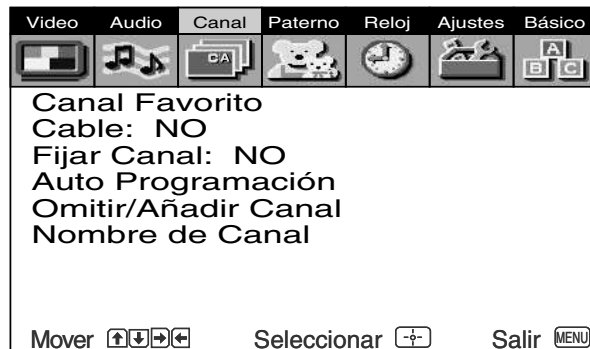 Video Audio Canal Paterno Reloj Ajustes Básico
C A A B C
Canal Favorito
Cable: NO
Fijar Canal: NO
Auto Programación
Omitir/Añadir Canal
Nombre de Canal
Mover Seleccionar Salir MENU